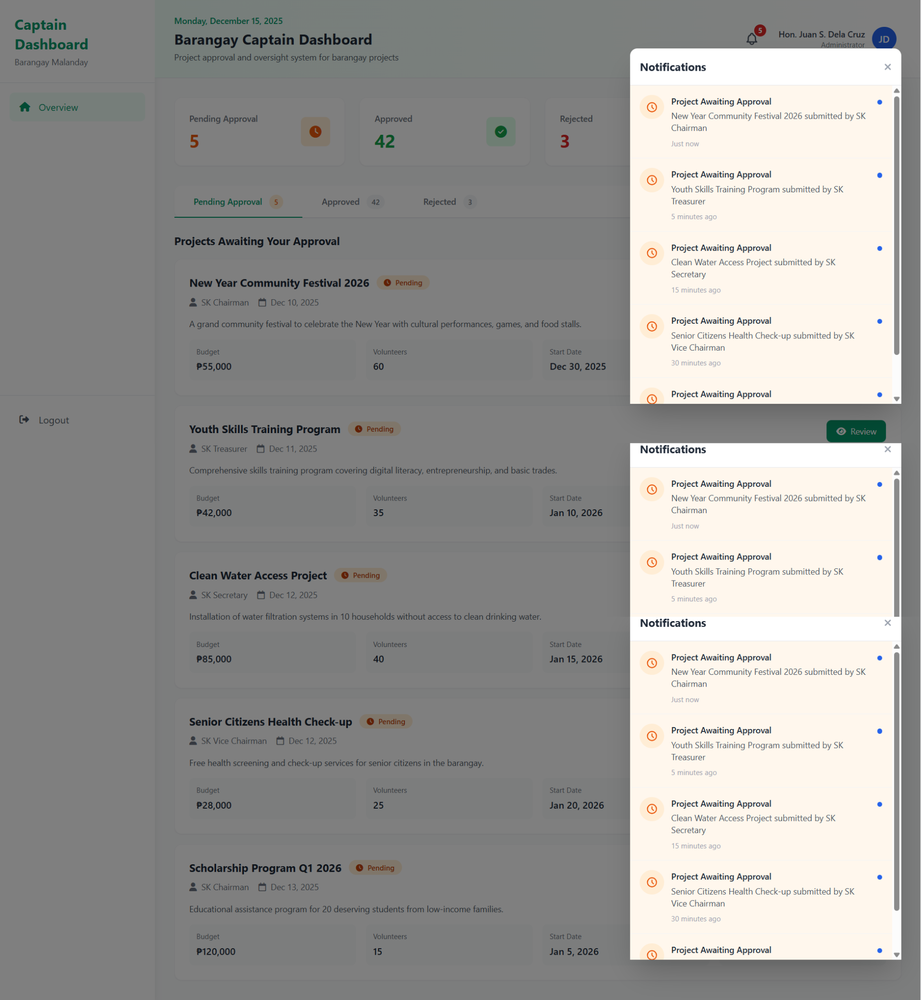 Captain
Dashboard
Barangay Malanday
Overview
Logout
Monday, December 15, 2025
Barangay Captain Dashboard
Project approval and oversight system for barangay projects
5
Hon. Juan S. Dela Cruz
Administrator
JD
Pending Approval
5
Approved
42
Rejected
3
Pending Approval 5
Approved 42
Rejected 3
Projects Awaiting Your Approval
New Year Community Festival 2026 Pending
SK Chairman Dec 10, 2025
A grand community festival to celebrate the New Year with cultural performances, games, and food stalls.
Budget
₱55,000
Volunteers
60
Start Date
Dec 30, 2025
Youth Skills Training Program Pending
Review
SK Treasurer Dec 11, 2025
Comprehensive skills training program covering digital literacy, entrepreneurship, and basic trades.
Budget
₱42,000
Volunteers
35
Start Date
Jan 10, 2026
Clean Water Access Project Pending
SK Secretary Dec 12, 2025
Installation of water filtration systems in 10 households without access to clean drinking water.
Budget
₱85,000
Volunteers
40
Start Date
Jan 15, 2026
Senior Citizens Health Check-up Pending
SK Vice Chairman Dec 12, 2025
Free health screening and check-up services for senior citizens in the barangay.
Budget
₱28,000
Volunteers
25
Start Date
Jan 20, 2026
Scholarship Program Q1 2026 Pending
SK Chairman Dec 13, 2025
Educational assistance program for 20 deserving students from low-income families.
Budget
₱120,000
Volunteers
15
Start Date
Jan 5, 2026
Notifications
Project Awaiting Approval
New Year Community Festival 2026 submitted by SK
Chairman
Just now
Project Awaiting Approval
Youth Skills Training Program submitted by SK
Treasurer
5 minutes ago
Project Awaiting Approval
Clean Water Access Project submitted by SK
Secretary
15 minutes ago
Project Awaiting Approval
Senior Citizens Health Check-up submitted by SK
Vice Chairman
30 minutes ago
Project Awaiting Approval
Notifications
Project Awaiting Approval
New Year Community Festival 2026 submitted by SK
Chairman
Just now
Project Awaiting Approval
Youth Skills Training Program submitted by SK
Treasurer
5 minutes ago
Notifications
Project Awaiting Approval
New Year Community Festival 2026 submitted by SK
Chairman
Just now
Project Awaiting Approval
Youth Skills Training Program submitted by SK
Treasurer
5 minutes ago
Project Awaiting Approval
Clean Water Access Project submitted by SK
Secretary
15 minutes ago
Project Awaiting Approval
Senior Citizens Health Check-up submitted by SK
Vice Chairman
30 minutes ago
Project Awaiting Approval